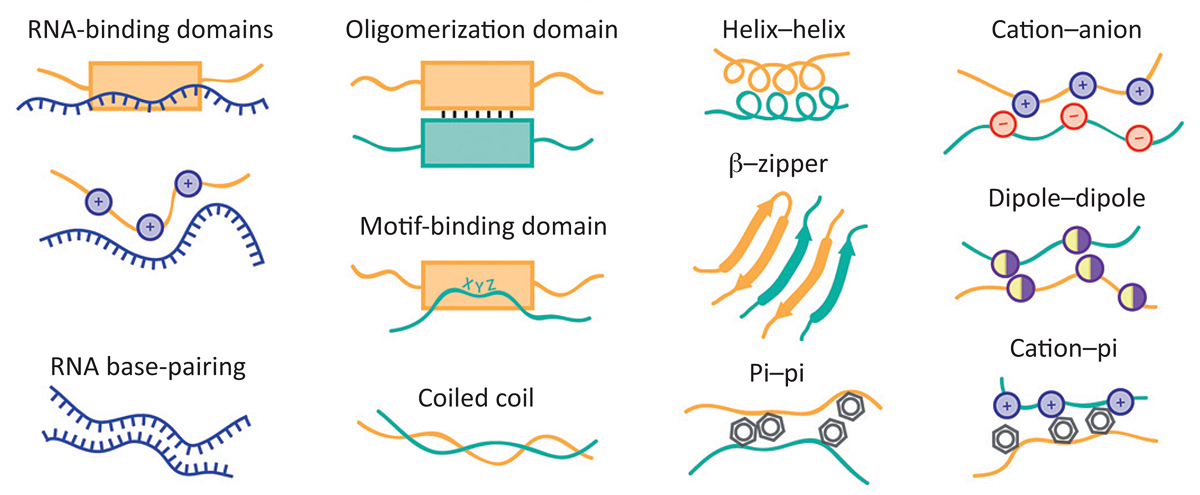 RNA-binding domains
+
+
+
RNA base-pairing
Oligomerization domain
Motif-binding domain
XYZ
Coiled coil
Helix–helix
β–zipper
Pi–pi
Cation–anion
+
+
+
−
−
−
Dipole–dipole
Cation–pi
+
+
+